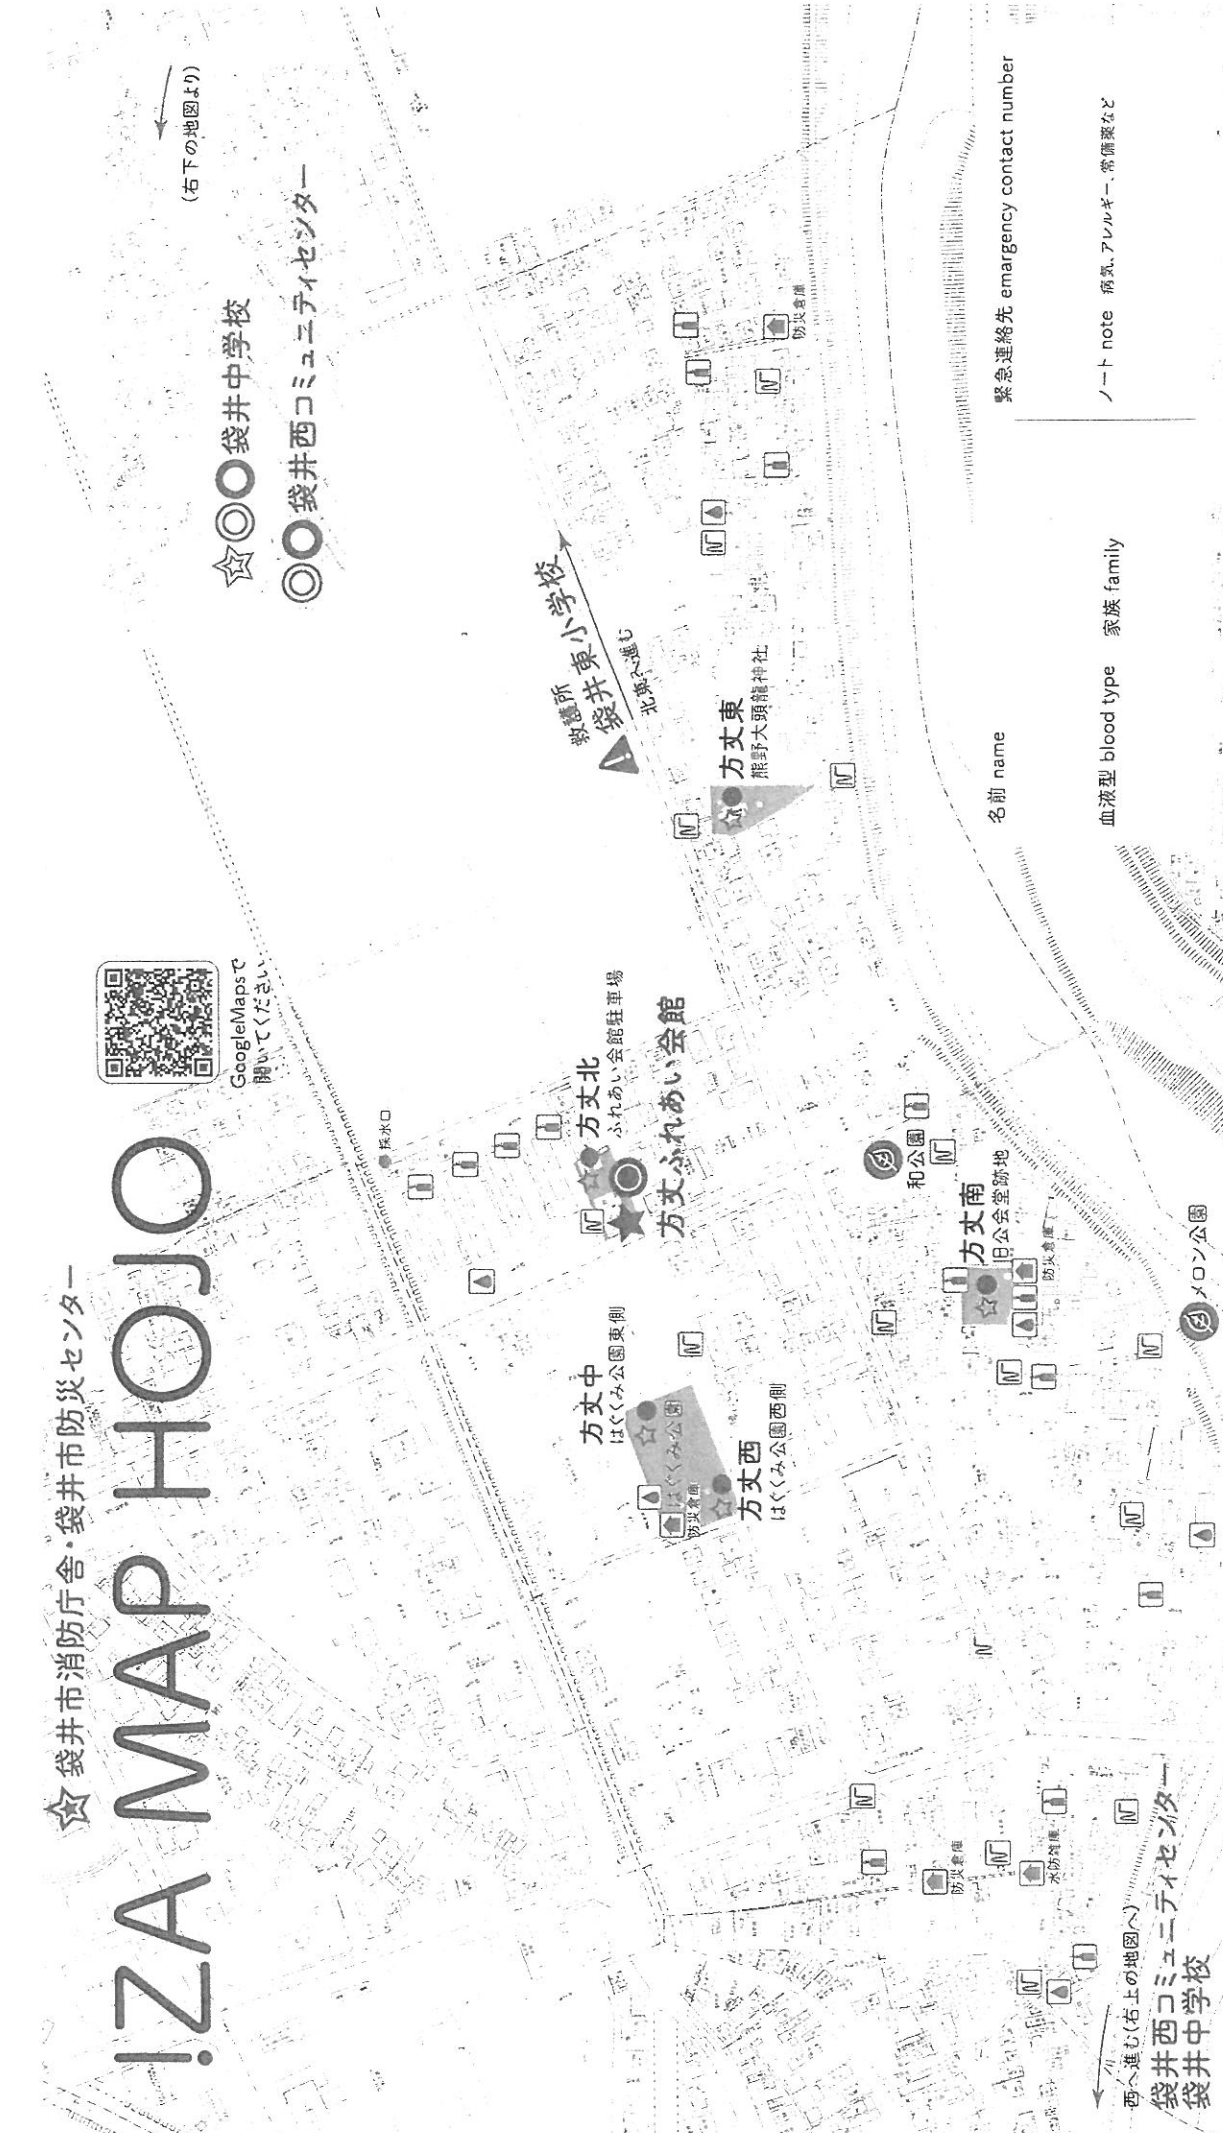 ☆袋井市消防庁舎・袋井市防災センター
iZA MAP HOJO
GoogleMapsで
開いてください
(右下の地図より)
☆◎○袋井中学校
◎○袋井西コミュニティセンター
採水口
救護所
袋井東小学校
北東へ進む
方丈北
ふれあい会館駐車場
方丈ふれあい会館
方丈中
はぐくみ公園東側
はぐくみ公園
防災倉庫
方丈西
はぐくみ公園西側
方丈東
熊野大頭龍神社
防災倉庫
和公園
方丈南
旧公会堂跡地
防災倉庫
メロン公園
防災倉庫
水防雑庫
西へ進む(右上の地図へ)
袋井西コミュニティセンター
袋井中学校
名前 name
緊急連絡先 emargency contact number
血液型 blood type
家族 family
ノート note 病気、アレルギー、常備薬など